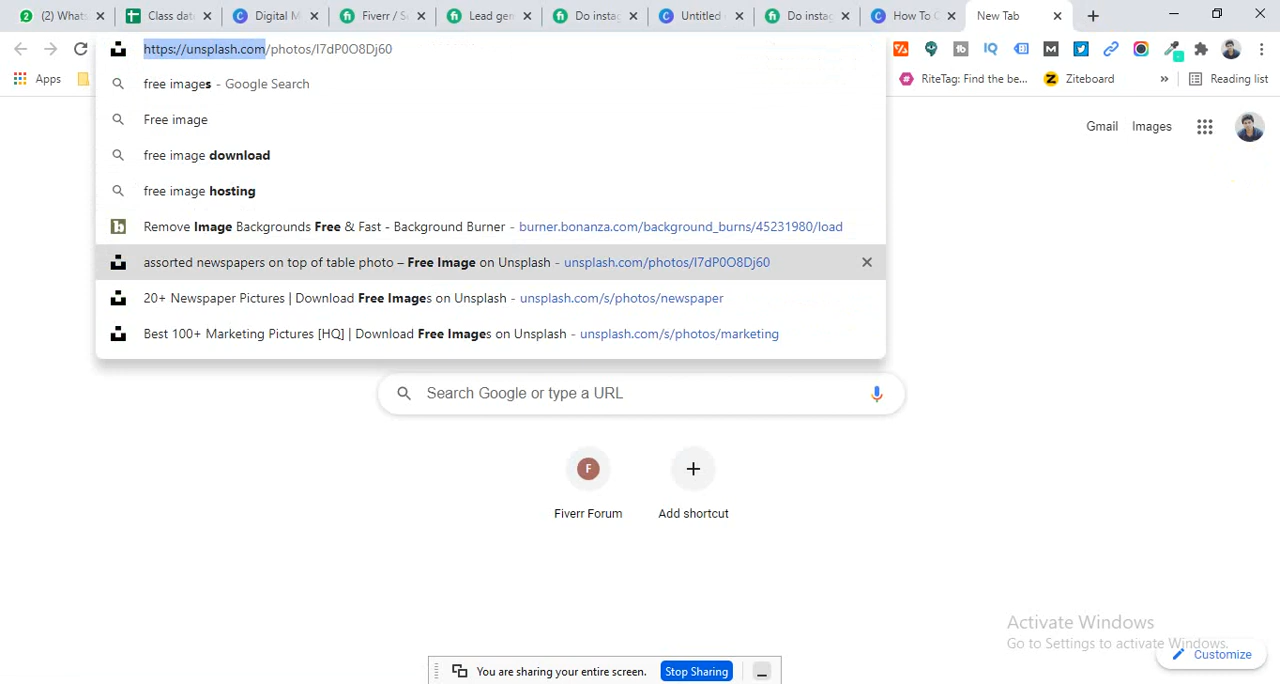 (2) Whats
Class dat
Digital M
Fiverr / S
Lead gen
Do instag
Untitled
Do instag
How To C
New Tab
https://unsplash.com/photos/I7dP0O8Dj60
free images - Google Search
Free image
free image download
free image hosting
Remove Image Backgrounds Free & Fast - Background Burner - burner.bonanza.com/background_burns/45231980/load
assorted newspapers on top of table photo – Free Image on Unsplash - unsplash.com/photos/I7dP0O8Dj60
20+ Newspaper Pictures | Download Free Images on Unsplash - unsplash.com/s/photos/newspaper
Best 100+ Marketing Pictures [HQ] | Download Free Images on Unsplash - unsplash.com/s/photos/marketing
Apps
RiteTag: Find the be...
Ziteboard
»
Reading list
Gmail Images
Search Google or type a URL
F
Fiverr Forum
Add shortcut
Activate Windows
Go to Settings to activate Windows.
Customize
You are sharing your entire screen.
Stop Sharing